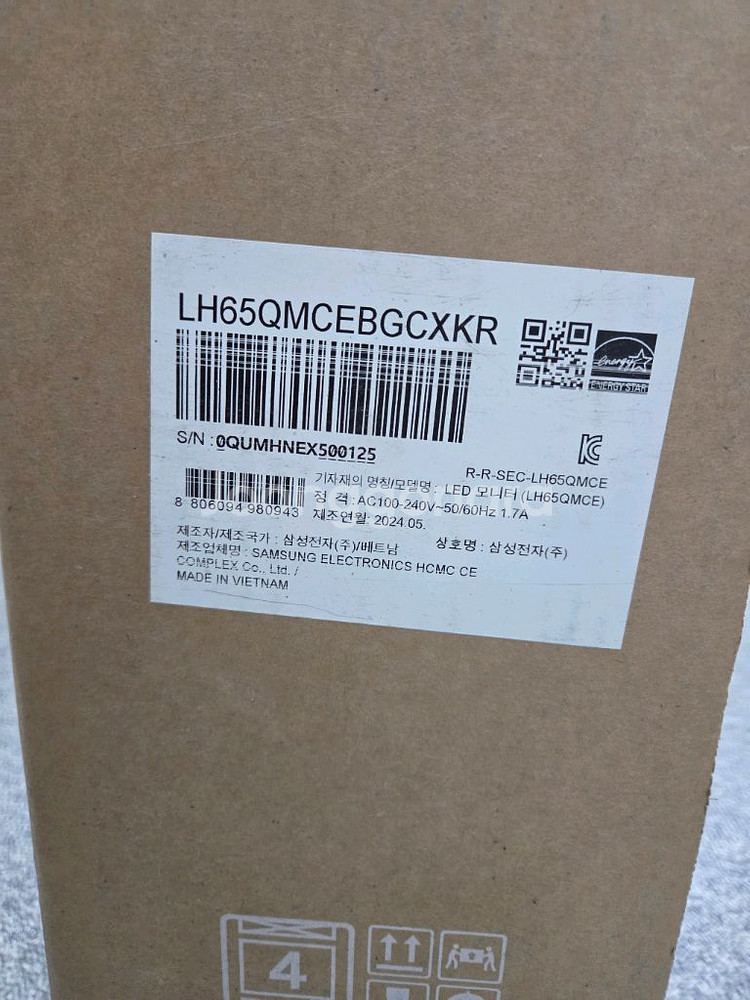 LH65QMCEBGCXKR
energy
ENERGY STAR
S/N : 0QUMHNEX500125
R-R-SEC-LH65QMCE
기자재의 명칭/모델명 : LED 모니터 (LH65QMCE)
정 격 : AC100-240V~50/60Hz 1.7A
8 806094 980943
제조연월: 2024.05.
제조자/제조국가 : 삼성전자(주)/베트남 상호명 : 삼성전자(주)
제조업체명 : SAMSUNG ELECTRONICS HCMC CE
COMPLEX Co., Ltd. /
MADE IN VIETNAM
4